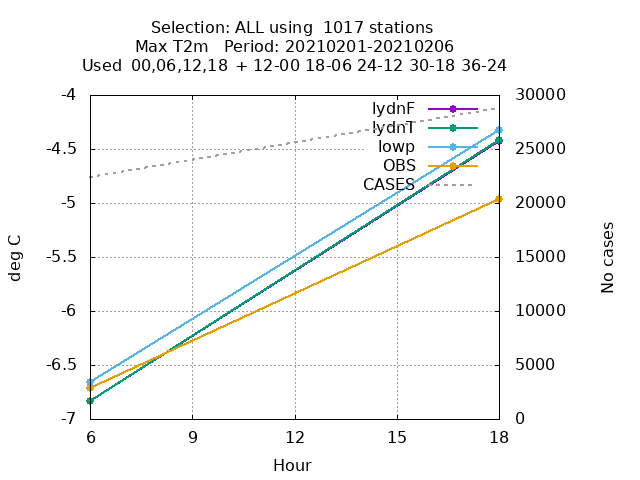 Selection: ALL using  1017 stations
Max T2m   Period: 20210201-20210206
Used  00,06,12,18 + 12-00 18-06 24-12 30-18 36-24
-4 30000
lydnF
lydnT
-4.5 lowp 25000
OBS
CASES
-5 20000
-5.5 15000
deg C
No cases
-6 10000
-6.5 5000
-7 0
6 9 12 15 18
Hour